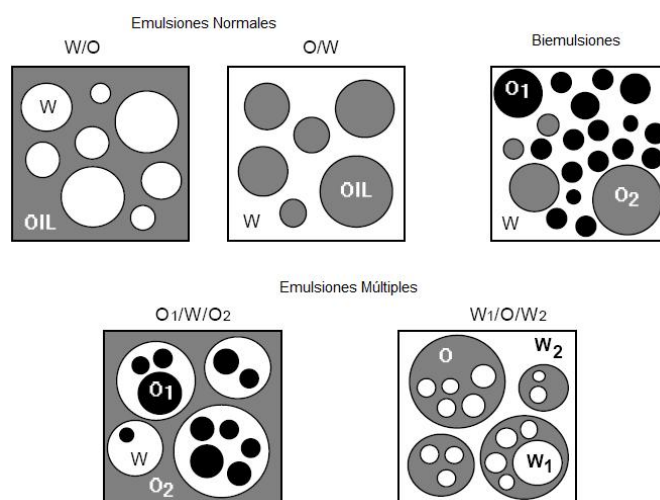 Emulsiones Normales
W/O
O/W
Biemulsiones
W
OIL
OIL
W
O1
O2
W
Emulsiones Múltiples
O1/W/O2
W1/O/W2
O1
W
O2
O
W2
W1